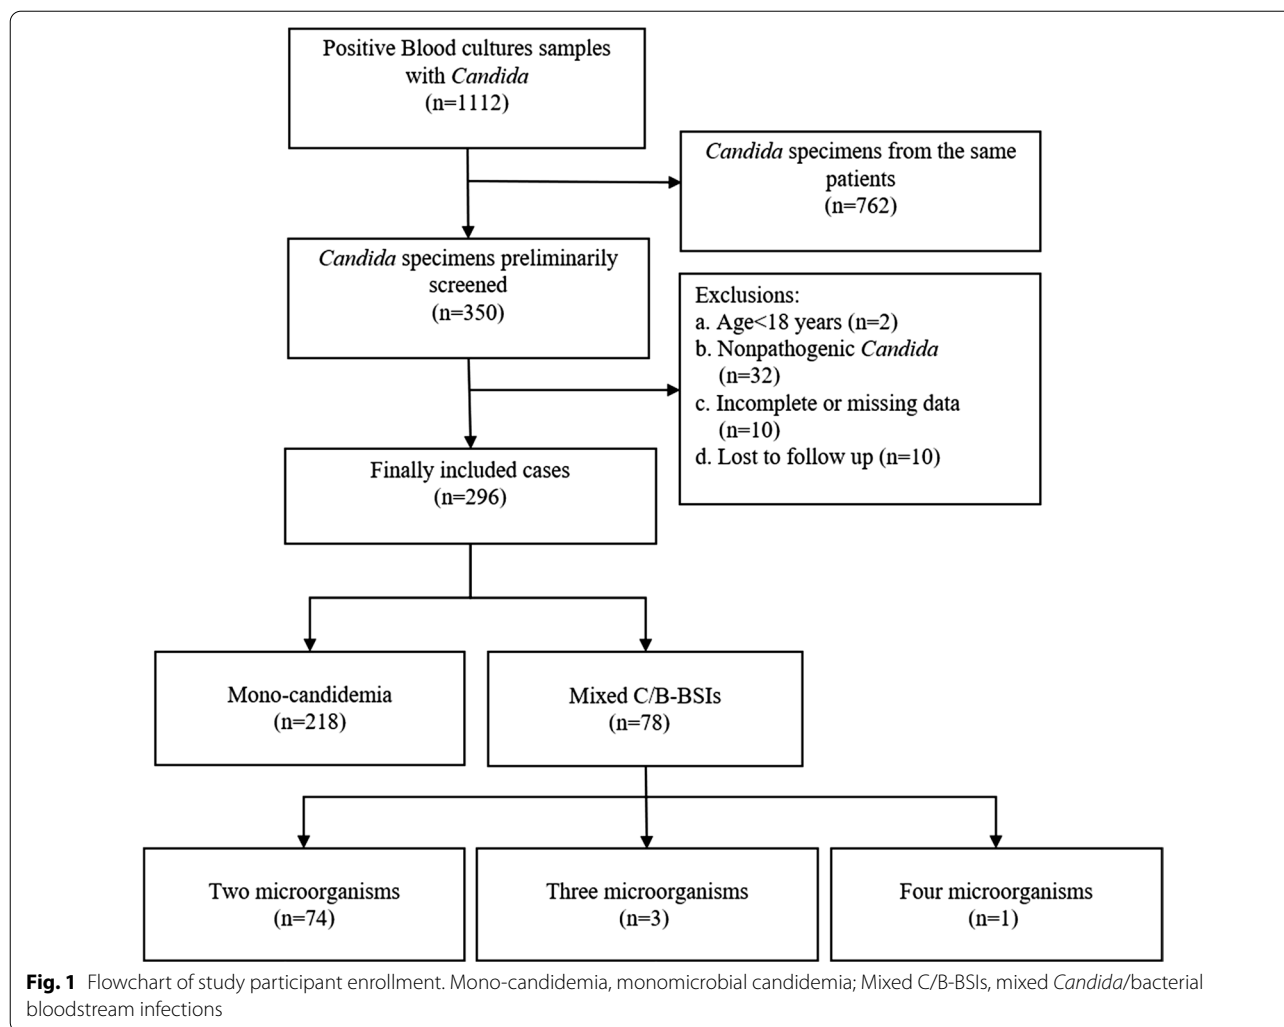 Positive Blood cultures samples
with Candida
(n=1112)
Candida specimens from the same
patients
(n=762)
Candida specimens preliminarily
screened
(n=350)
Exclusions:
a. Age<18 years (n=2)
b. Nonpathogenic Candida
(n=32)
c. Incomplete or missing data
(n=10)
d. Lost to follow up (n=10)
Finally included cases
(n=296)
Mono-candidemia
(n=218)
Mixed C/B-BSIs
(n=78)
Two microorganisms
(n=74)
Three microorganisms
(n=3)
Four microorganisms
(n=1)
Fig. 1 Flowchart of study participant enrollment. Mono-candidemia, monomicrobial candidemia; Mixed C/B-BSIs, mixed Candida/bacterial
bloodstream infections